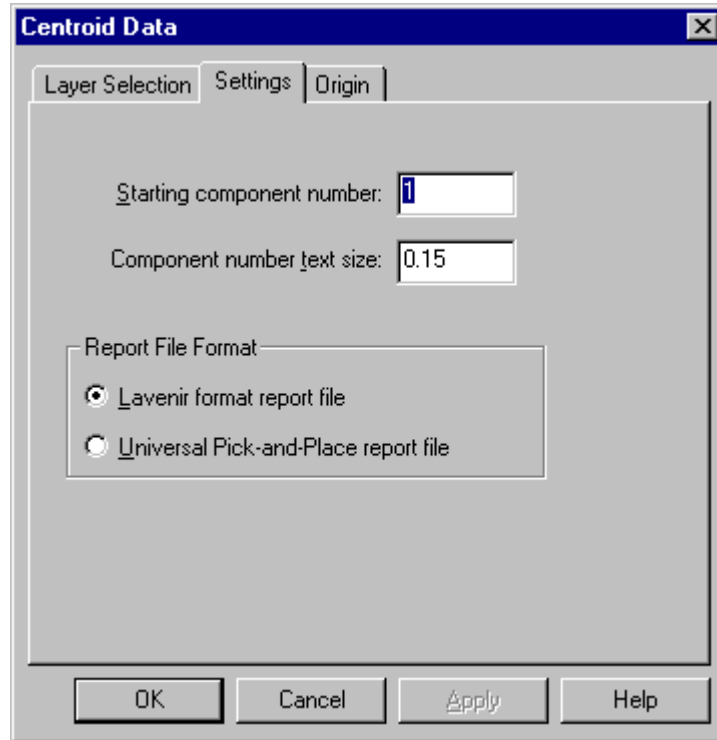 Centroid Data
Layer Selection Settings Origin
Starting component number: 1
Component number text size: 0.15
Report File Format
Lavenir format report file
Universal Pick-and-Place report file
OK Cancel Apply Help